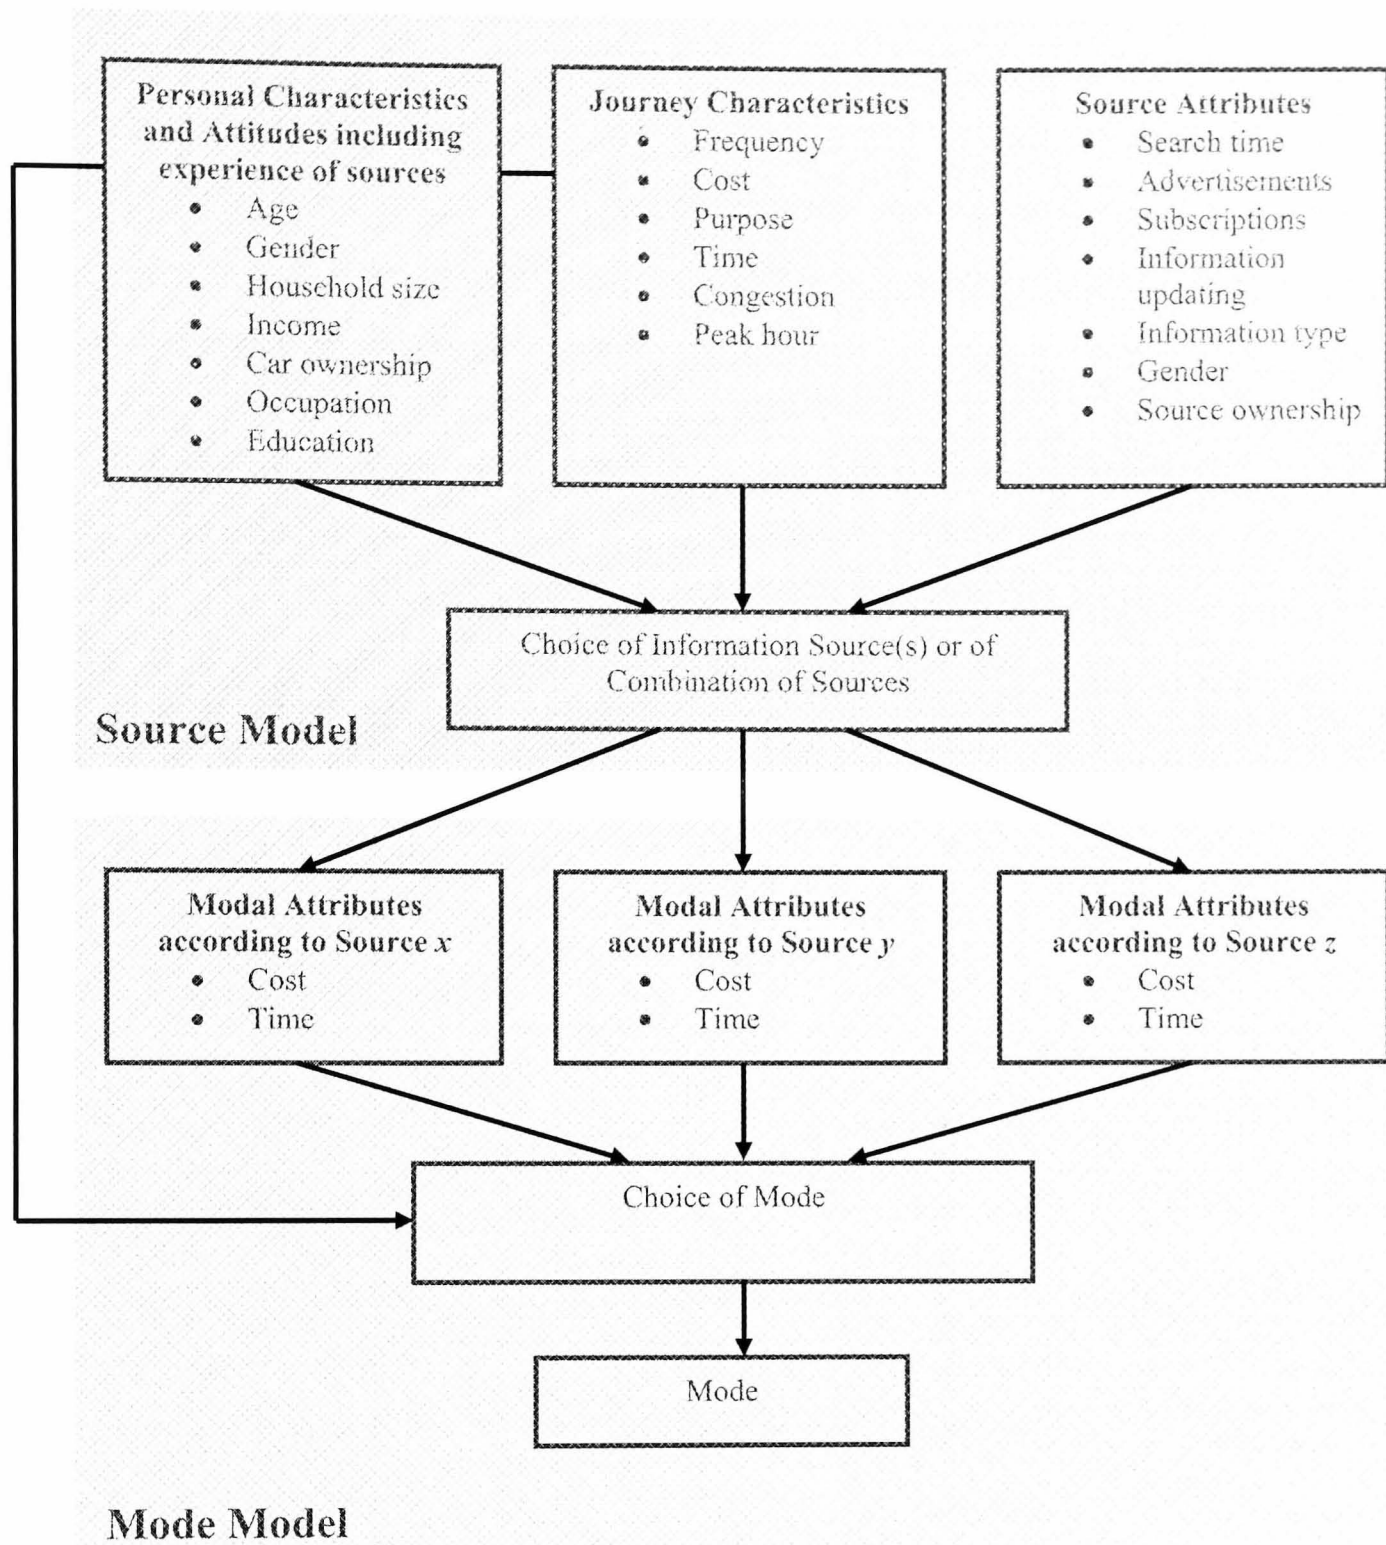 Personal Characteristics
and Attitudes including
experience of sources
• Age
• Gender
• Household size
• Income
• Car ownership
• Occupation
• Education
Journey Characteristics
• Frequency
• Cost
• Purpose
• Time
• Congestion
• Peak hour
Source Attributes
• Search time
• Advertisements
• Subscriptions
• Information
updating
• Information type
• Gender
• Source ownership
Choice of Information Source(s) or of
Combination of Sources
Source Model
Modal Attributes
according to Source x
• Cost
• Time
Modal Attributes
according to Source y
• Cost
• Time
Modal Attributes
according to Source z
• Cost
• Time
Choice of Mode
Mode
Mode Model